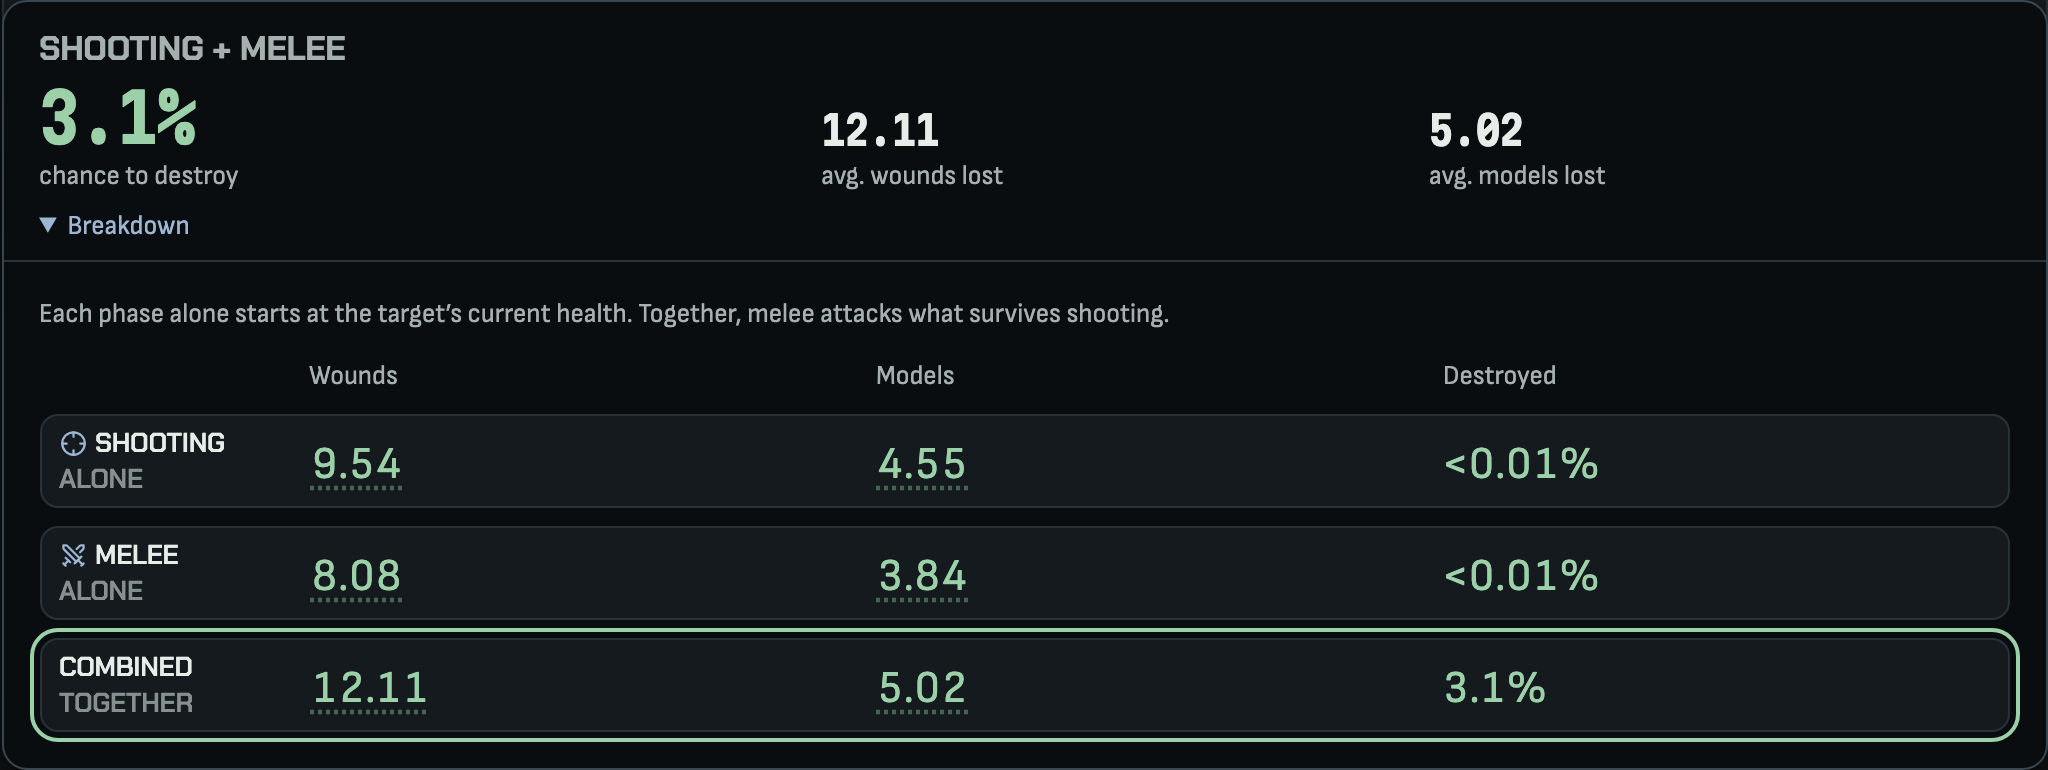 SHOOTING + MELEE
3.1%
chance to destroy
12.11
avg. wounds lost
5.02
avg. models lost
▼ Breakdown
Each phase alone starts at the target’s current health. Together, melee attacks what survives shooting.
Wounds Models Destroyed
SHOOTING
ALONE
9.54 4.55 <0.01%
MELEE
ALONE
8.08 3.84 <0.01%
COMBINED
TOGETHER
12.11 5.02 3.1%